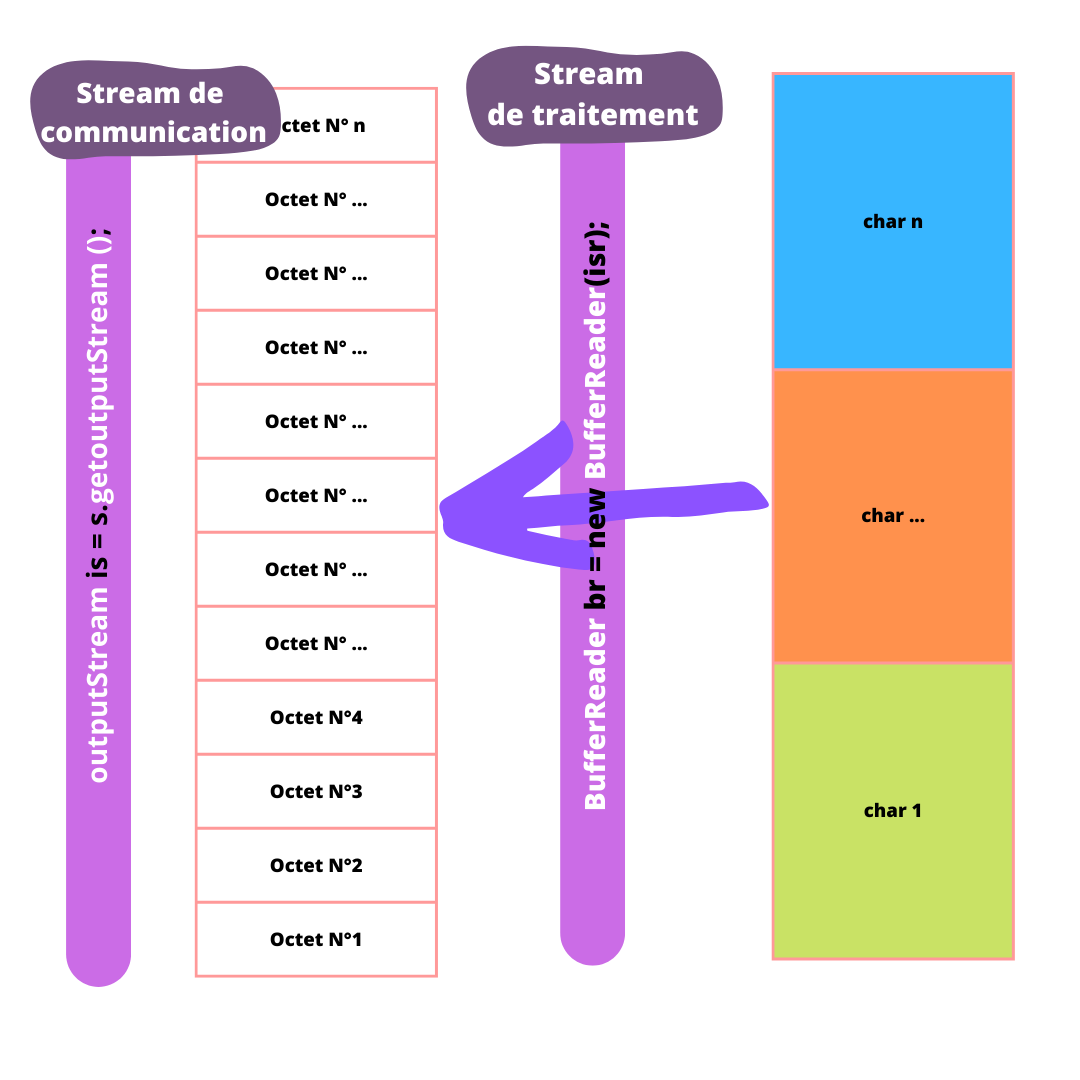 Stream de
communication
outputStream is = s.getoutputStream ();
ctet N° n
Octet N° ...
Octet N° ...
Octet N° ...
Octet N° ...
Octet N° ...
Octet N° ...
Octet N° ...
Octet N°4
Octet N°3
Octet N°2
Octet N°1
Stream
de traitement
BufferReader br = new BufferReader(isr);
char n
char ...
char 1